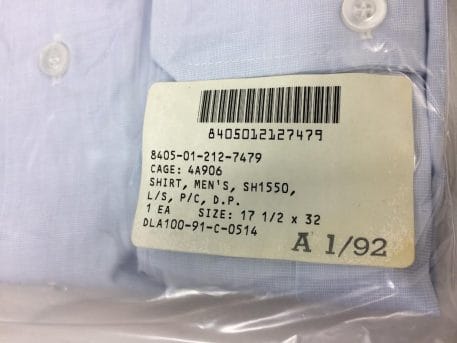 8405012127479
8405-01-212-7479
CAGE: 4A906
SHIRT, MEN'S, SH1550,
L/S, P/C, D.P.
1 EA SIZE: 17 1/2 x 32
DLA100-91-C-0514
A 1/92